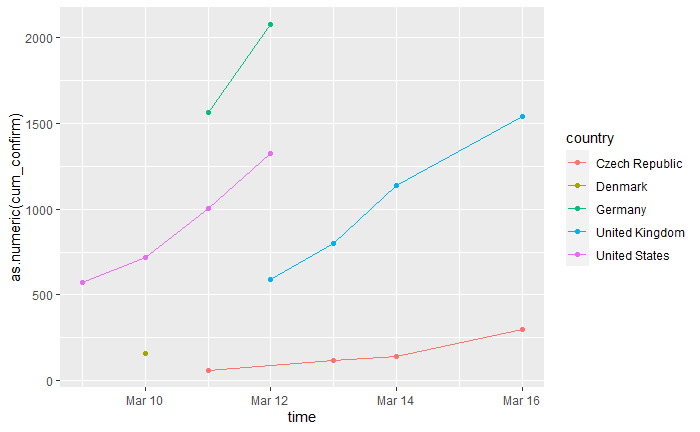 2000
1500
1000
500
0
as.numeric(cum_confirm)
Mar 10
Mar 12
Mar 14
Mar 16
time
country
Czech Republic
Denmark
Germany
United Kingdom
United States